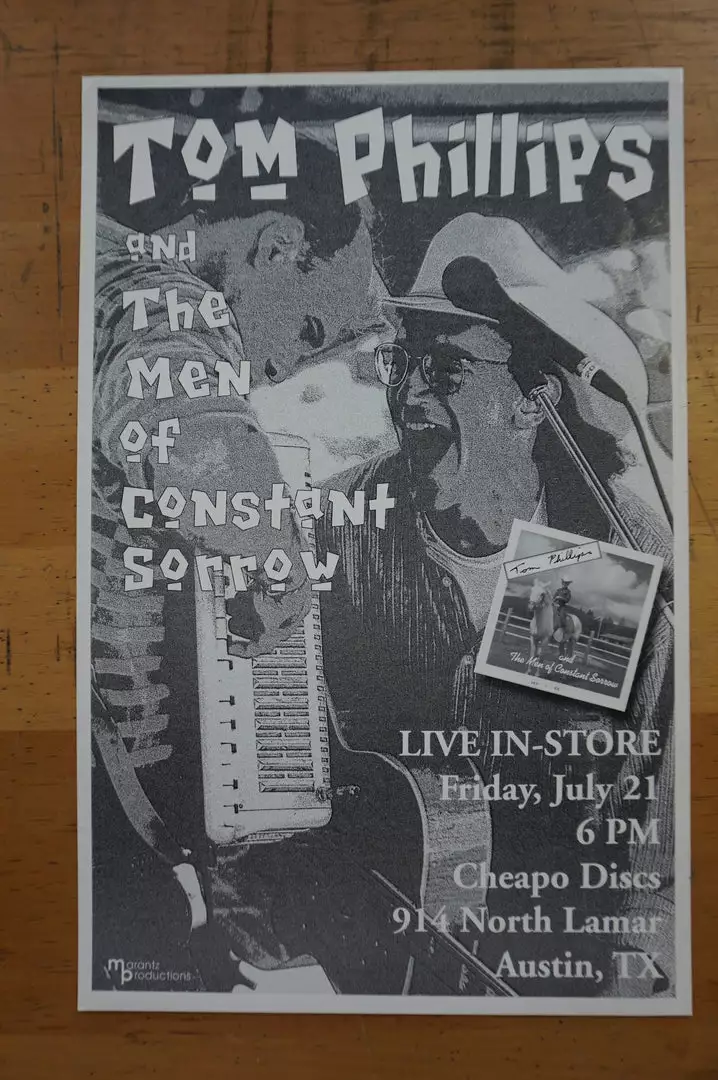 Tom Phillips
and
The
Men
of
Constant
Sorrow
Tom Phillips
and
The Men of Constant Sorrow
LIVE IN-STORE
Friday, July 21
6 PM
Cheapo Discs
914 North Lamar
Austin, TX
marantz
productions